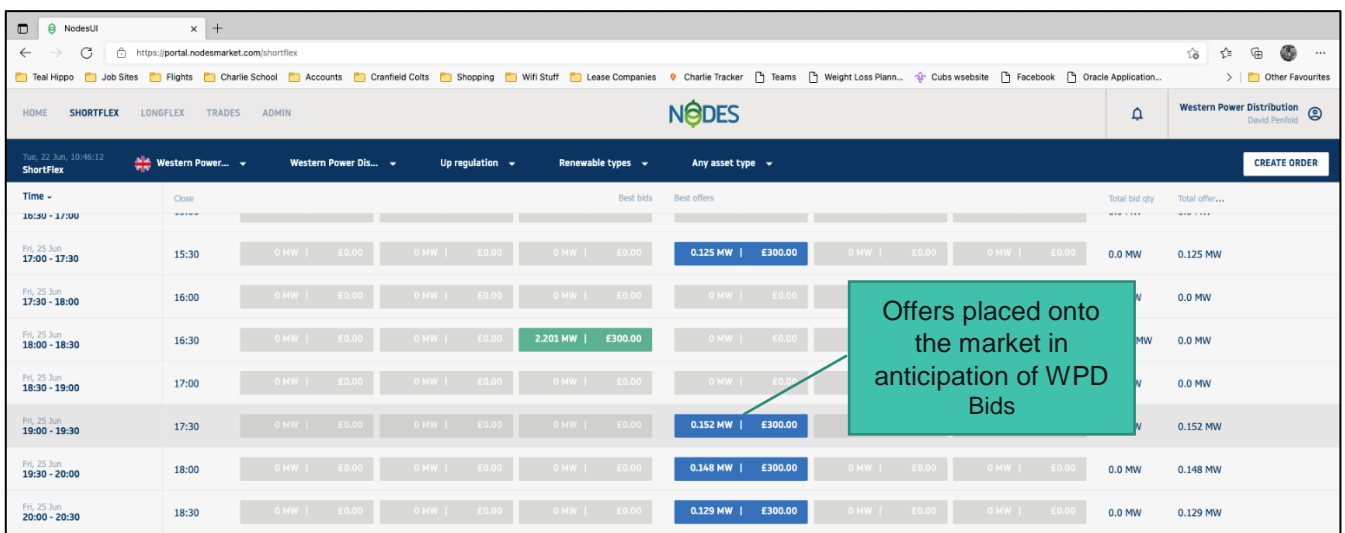 NodesUI
https://portal.nodesmarket.com/shortflex
Teal Hippo Job Sites Flights Charlie School Accounts Cranfield Colts Shopping Wifi Stuff Lease Companies Charlie Tracker Teams Weight Loss Plann... Cubs wsebsite Facebook Oracle Application... Other Favourites
HOME SHORTFLEX LONGFLEX TRADES ADMIN NODES Western Power Distribution
David Penfold
Tue, 22 Jun, 10:46:12
ShortFlex Western Power... Western Power Dis... Up regulation Renewable types Any asset type CREATE ORDER
Time Close Best bids Best offers Total bid qty Total offer...
16:30 - 17:00
Fri, 25 Jun
17:00 - 17:30 15:30 0 MW | £0.00 0 MW | £0.00 0 MW | £0.00 0.125 MW | £300.00 0 MW | £0.00 0 MW | £0.00 0.0 MW 0.125 MW
Fri, 25 Jun
17:30 - 18:00 16:00 0 MW | £0.00 0 MW | £0.00 0 MW | £0.00 0 MW | £0.00 0.0 MW
Fri, 25 Jun
18:00 - 18:30 16:30 0 MW | £0.00 0 MW | £0.00 2.201 MW | £300.00 0 MW | £0.00 MW 0.0 MW
Fri, 25 Jun
18:30 - 19:00 17:00 0 MW | £0.00 0 MW | £0.00 0 MW | £0.00 0 MW | £0.00 0.0 MW
Fri, 25 Jun
19:00 - 19:30 17:30 0 MW | £0.00 0 MW | £0.00 0 MW | £0.00 0.152 MW | £300.00 0.152 MW
Fri, 25 Jun
19:30 - 20:00 18:00 0 MW | £0.00 0 MW | £0.00 0 MW | £0.00 0.148 MW | £300.00 0 MW | £0.00 0 MW | £0.00 0.0 MW 0.148 MW
Fri, 25 Jun
20:00 - 20:30 18:30 0 MW | £0.00 0 MW | £0.00 0 MW | £0.00 0.129 MW | £300.00 0 MW | £0.00 0 MW | £0.00 0.0 MW 0.129 MW
Offers placed onto
the market in
anticipation of WPD
Bids